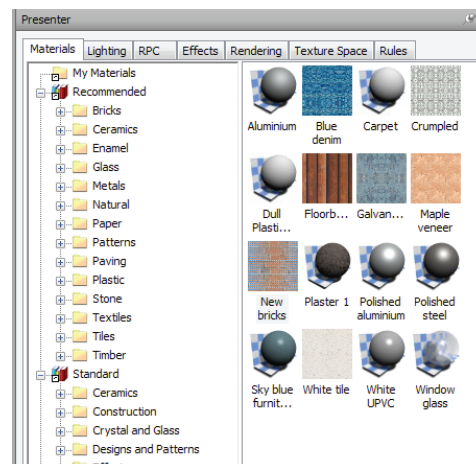 Presenter
Materials Lighting RPC Effects Rendering Texture Space Rules
My Materials
Recommended
Bricks
Ceramics
Enamel
Glass
Metals
Natural
Paper
Patterns
Paving
Plastic
Stone
Textiles
Tiles
Timber
Standard
Ceramics
Construction
Crystal and Glass
Designs and Patterns
Aluminium Blue denim Carpet Crumpled
Dull Plasti... Floorb... Galvan... Maple veneer
New bricks Plaster 1 Polished aluminium Polished steel
Sky blue furnit... White tile White UPVC Window glass